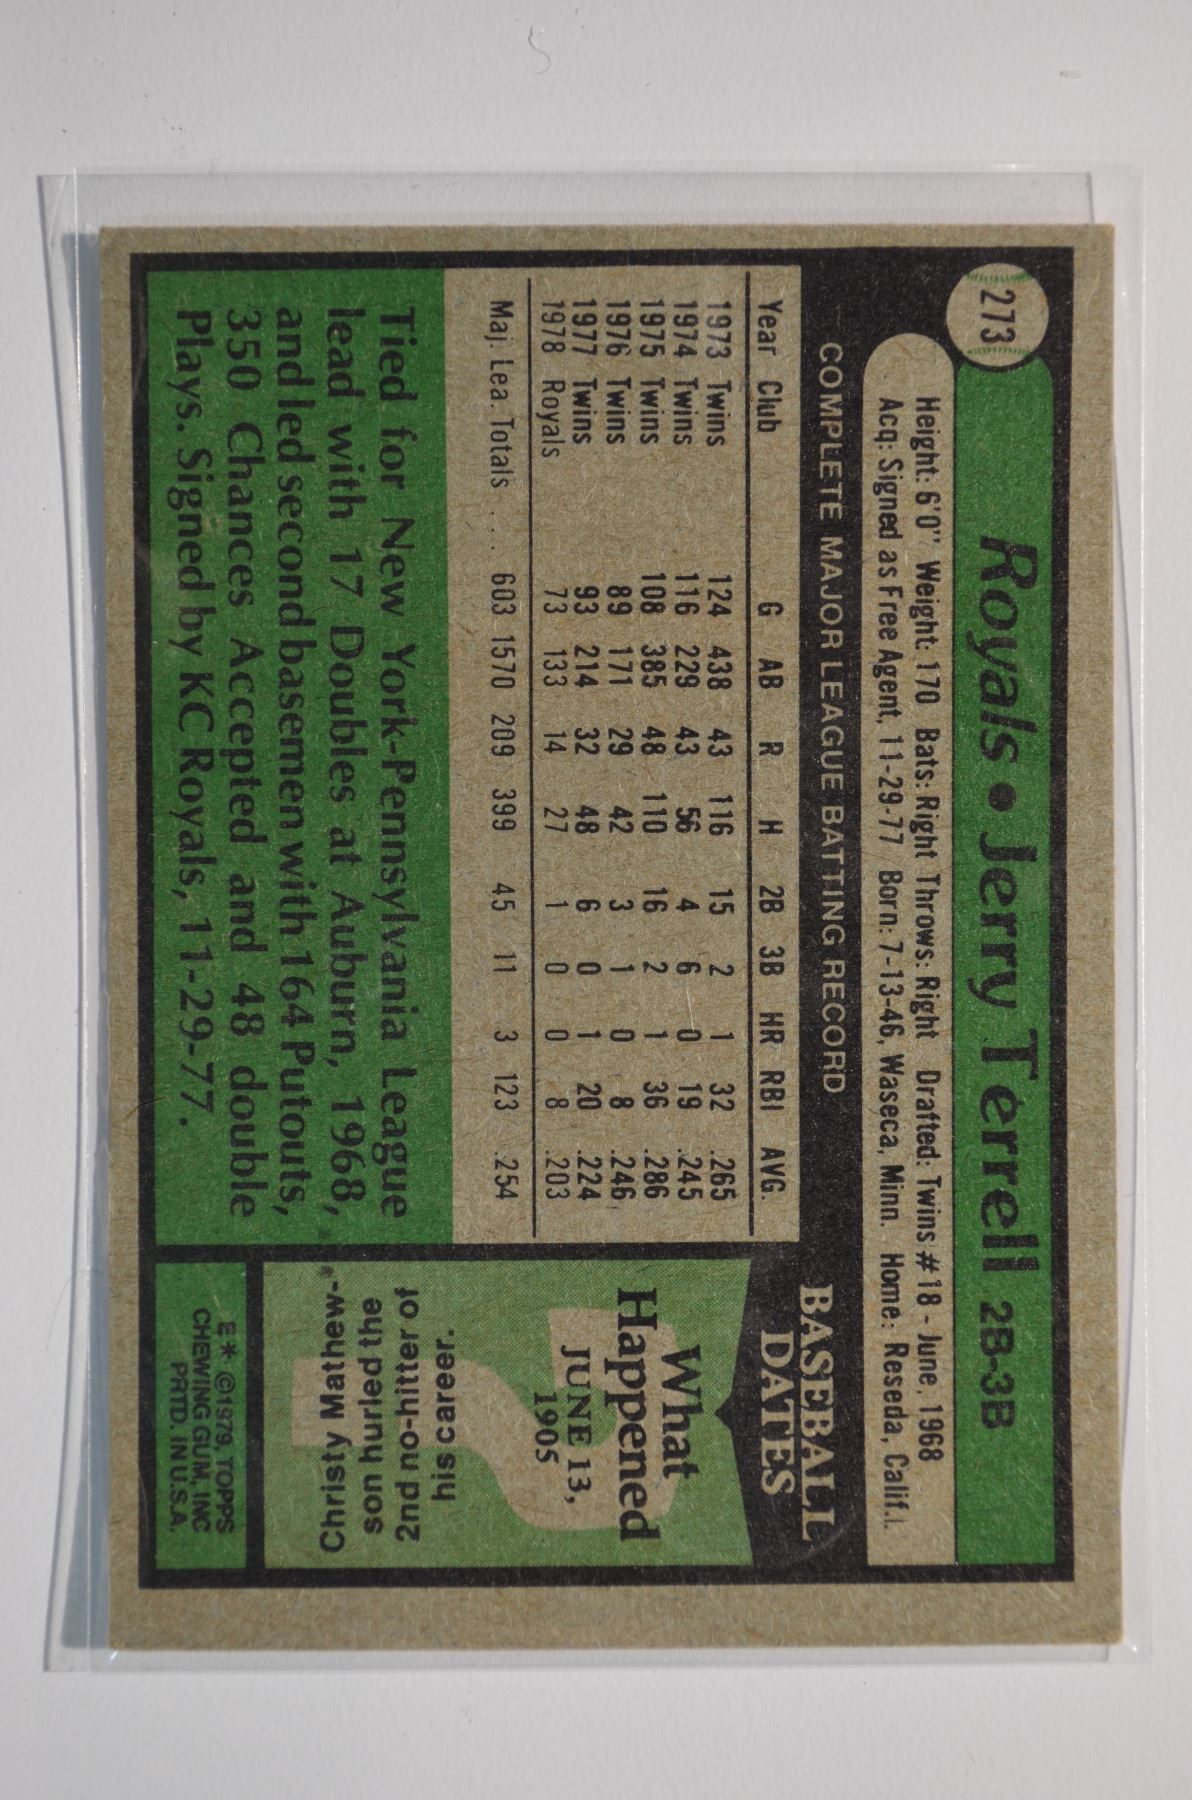 273
Royals • Jerry Terrell 2B-3B
Height: 6'0" Weight: 170 Bats: Right Throws: Right Drafted: Twins #18 - June, 1968
Acq: Signed as Free Agent, 11-29-77 Born: 7-13-46, Waseca, Minn. Home: Reseda, Calif.
COMPLETE MAJOR LEAGUE BATTING RECORD
Year Club G AB R H 2B 3B HR RBI AVG.
1973 Twins 124 438 43 116 15 2 1 32 .265
1974 Twins 116 229 43 56 4 6 0 19 .245
1975 Twins 108 385 48 110 16 2 1 36 .286
1976 Twins 89 171 29 42 3 1 0 8 .246
1977 Twins 93 214 32 48 6 0 1 20 .224
1978 Royals 73 133 14 27 1 0 0 8 .203
Maj. Lea. Totals ... 603 1570 209 399 45 11 3 123 .254
Tied for New York-Pennsylvania League
lead with 17 Doubles at Auburn, 1968,
and led second basemen with 164 Putouts,
350 Chances Accepted and 48 double
Plays. Signed by KC Royals, 11-29-77.
BASEBALL
DATES
What
Happened
JUNE 13,
1905
Christy Mathew-
son hurled the
2nd no-hitter of
his career.
E* ©1979, TOPPS
CHEWING GUM, INC
PRTD. IN U.S.A.